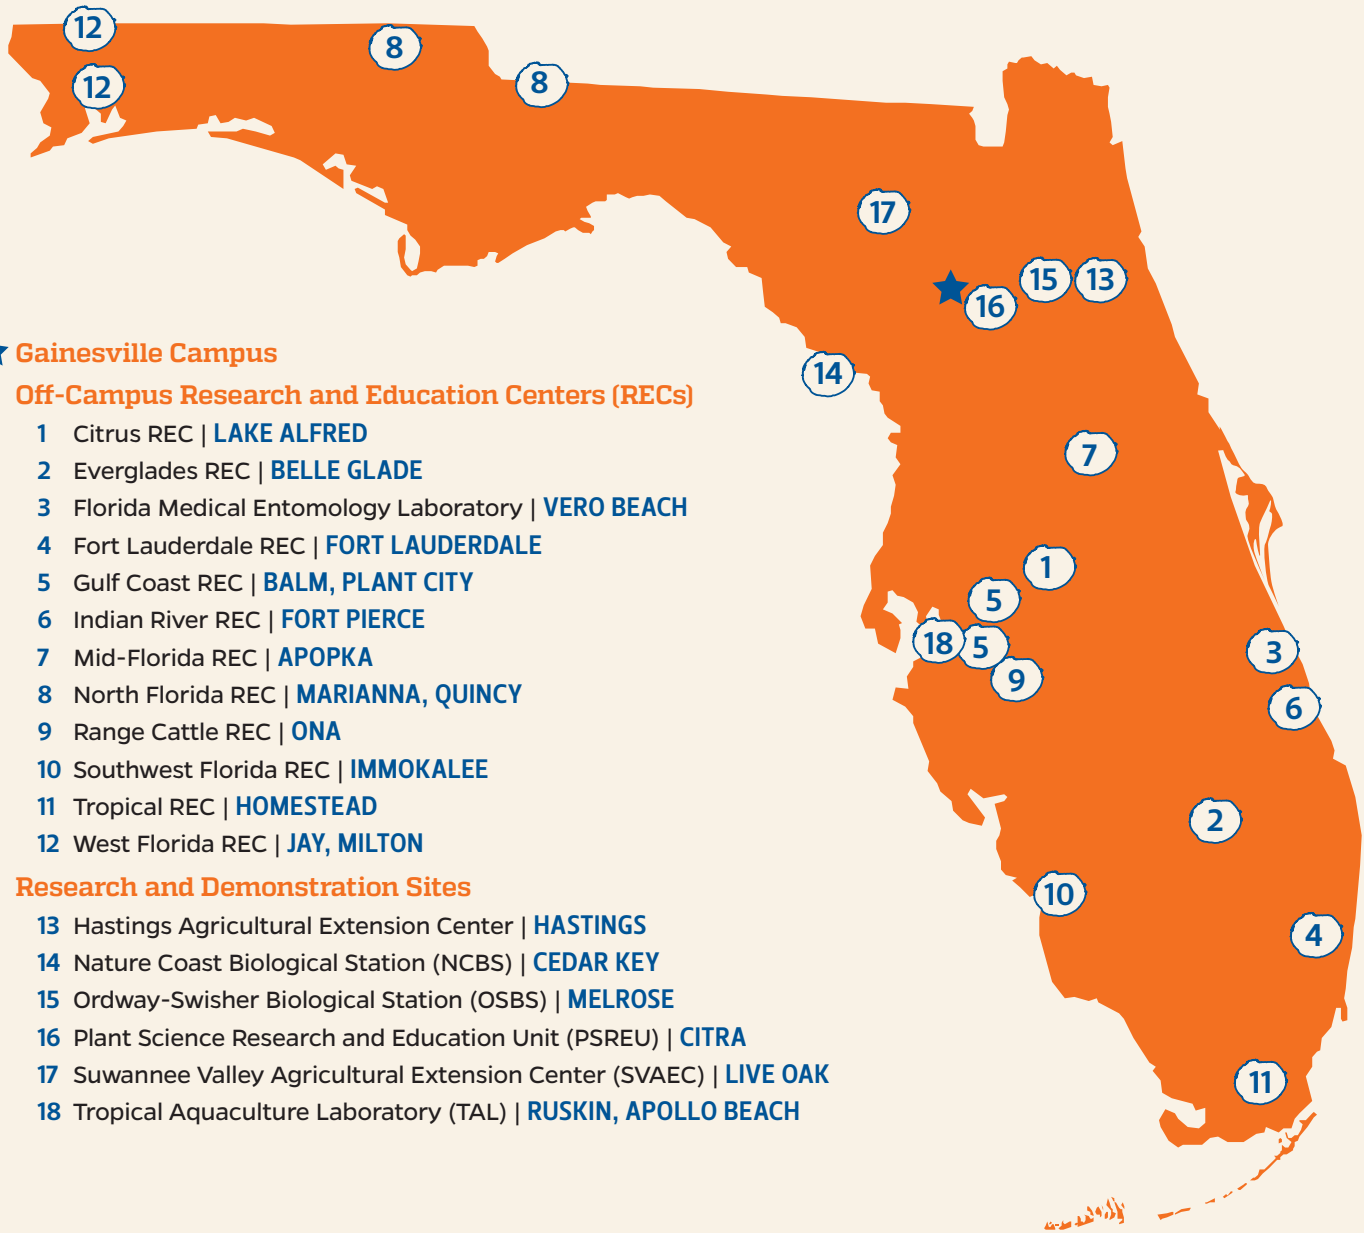 12
8
12
8
17
15 13
16
Gainesville Campus
14
Off-Campus Research and Education Centers (RECs)
1 Citrus REC | LAKE ALFRED
7
2 Everglades REC | BELLE GLADE
3 Florida Medical Entomology Laboratory | VERO BEACH
4 Fort Lauderdale REC | FORT LAUDERDALE
1
5 Gulf Coast REC | BALM, PLANT CITY
5
6 Indian River REC | FORT PIERCE
18 5
3
7 Mid-Florida REC | APOPKA
9
8 North Florida REC | MARIANNA, QUINCY
6
9 Range Cattle REC | ONA
10 Southwest Florida REC | IMMOKALEE
11 Tropical REC | HOMESTEAD
2
12 West Florida REC | JAY, MILTON
Research and Demonstration Sites
10
13 Hastings Agricultural Extension Center | HASTINGS
4
14 Nature Coast Biological Station (NCBS) | CEDAR KEY
15 Ordway-Swisher Biological Station (OSBS) | MELROSE
16 Plant Science Research and Education Unit (PSREU) | CITRA
17 Suwannee Valley Agricultural Extension Center (SVAEC) | LIVE OAK
11
18 Tropical Aquaculture Laboratory (TAL) | RUSKIN, APOLLO BEACH